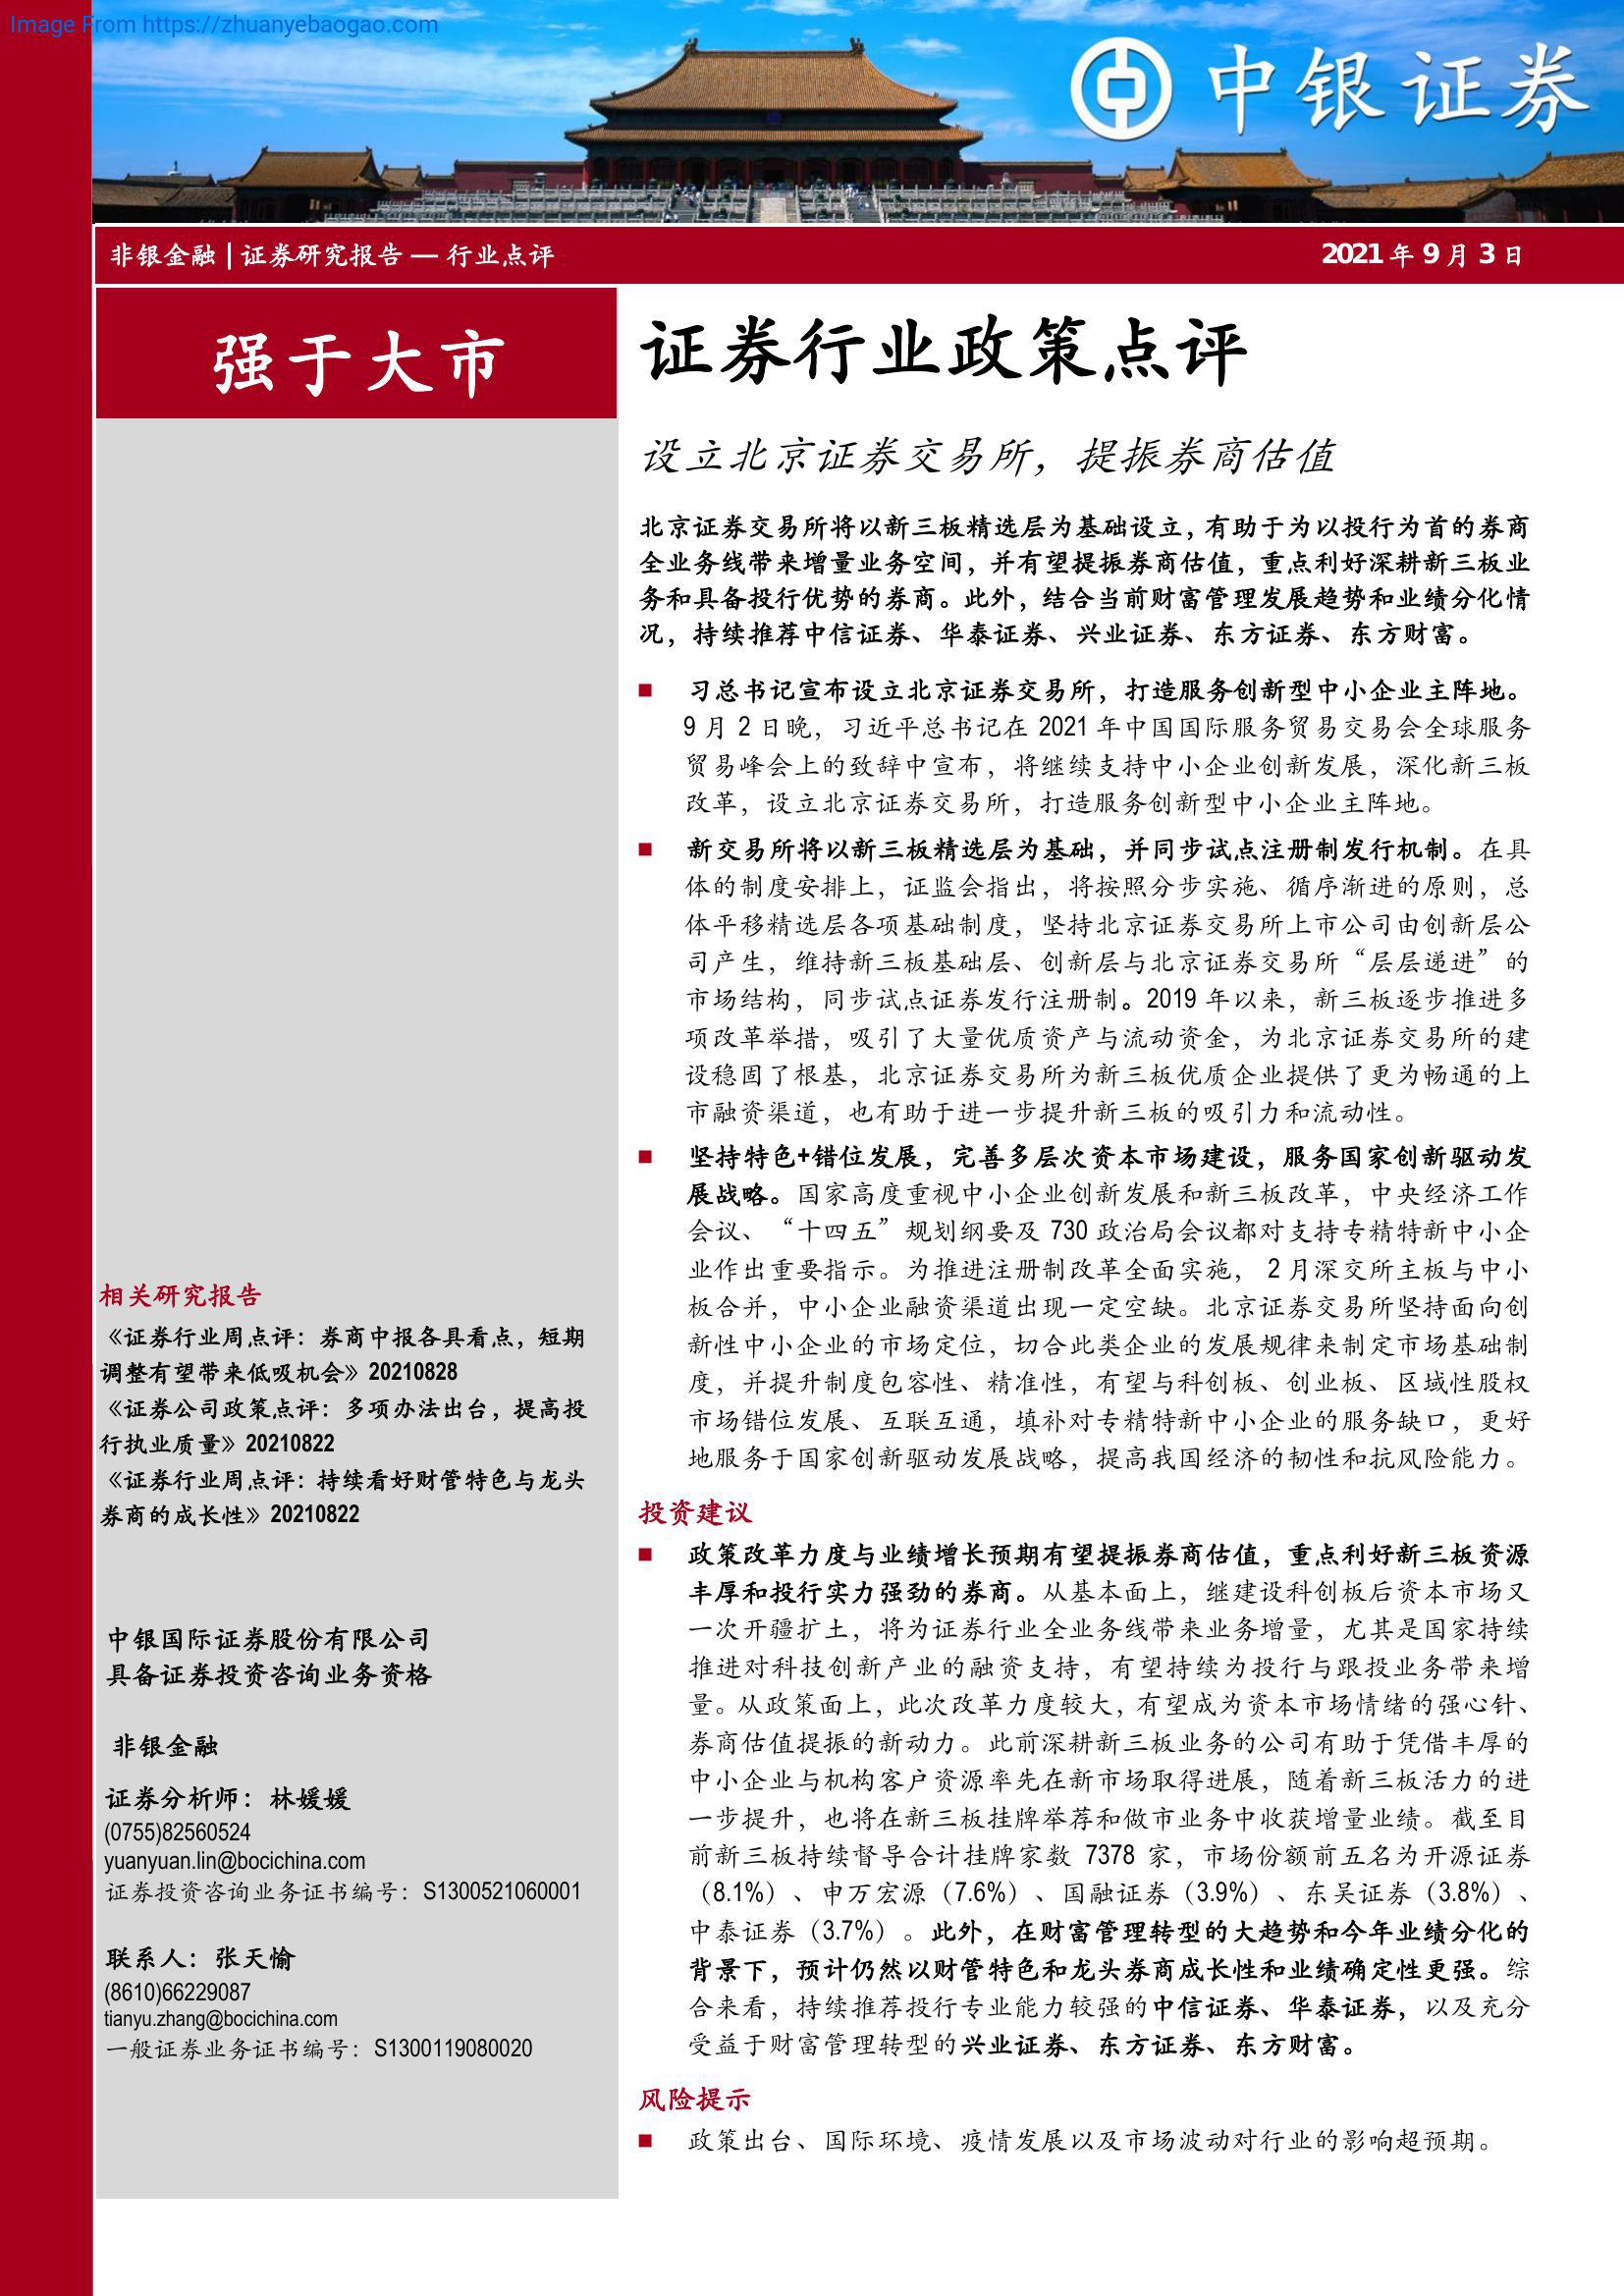 Image From https://zhuanyebaogao.com
中银证券
非银金融 | 证券研究报告 — 行业点评
2021 年 9 月 3 日
强于大市
证券行业政策点评
设立北京证券交易所，提振券商估值
北京证券交易所将以新三板精选层为基础设立，有助于为以投行为首的券商
全业务线带来增量业务空间，并有望提振券商估值，重点利好深耕新三板业
务和具备投行优势的券商。此外，结合当前财富管理发展趋势和业绩分化情
况，持续推荐中信证券、华泰证券、兴业证券、东方证券、东方财富。
■ 习总书记宣布设立北京证券交易所，打造服务创新型中小企业主阵地。
9 月 2 日晚，习近平总书记在 2021 年中国国际服务贸易交易会全球服务
贸易峰会上的致辞中宣布，将继续支持中小企业创新发展，深化新三板
改革，设立北京证券交易所，打造服务创新型中小企业主阵地。
■ 新交易所将以新三板精选层为基础，并同步试点注册制发行机制。在具
体的制度安排上，证监会指出，将按照分步实施、循序渐进的原则，总
体平移精选层各项基础制度，坚持北京证券交易所上市公司由创新层公
司产生，维持新三板基础层、创新层与北京证券交易所“层层递进”的
市场结构，同步试点证券发行注册制。2019 年以来，新三板逐步推进多
项改革举措，吸引了大量优质资产与流动资金，为北京证券交易所的建
设稳固了根基，北京证券交易所为新三板优质企业提供了更为畅通的上
市融资渠道，也有助于进一步提升新三板的吸引力和流动性。
■ 坚持特色+错位发展，完善多层次资本市场建设，服务国家创新驱动发
展战略。国家高度重视中小企业创新发展和新三板改革，中央经济工作
会议、“十四五”规划纲要及 730 政治局会议都对支持专精特新中小企
业作出重要指示。为推进注册制改革全面实施， 2 月深交所主板与中小
板合并，中小企业融资渠道出现一定空缺。北京证券交易所坚持面向创
新性中小企业的市场定位，切合此类企业的发展规律来制定市场基础制
度，并提升制度包容性、精准性，有望与科创板、创业板、区域性股权
市场错位发展、互联互通，填补对专精特新中小企业的服务缺口，更好
地服务于国家创新驱动发展战略，提高我国经济的韧性和抗风险能力。
投资建议
■ 政策改革力度与业绩增长预期有望提振券商估值，重点利好新三板资源
丰厚和投行实力强劲的券商。从基本面上，继建设科创板后资本市场又
一次开疆扩土，将为证券行业全业务线带来业务增量，尤其是国家持续
推进对科技创新产业的融资支持，有望持续为投行与跟投业务带来增
量。从政策面上，此次改革力度较大，有望成为资本市场情绪的强心针、
券商估值提振的新动力。此前深耕新三板业务的公司有助于凭借丰厚的
中小企业与机构客户资源率先在新市场取得进展，随着新三板活力的进
一步提升，也将在新三板挂牌举荐和做市业务中收获增量业绩。截至目
前新三板持续督导合计挂牌家数 7378 家，市场份额前五名为开源证券
（8.1%）、申万宏源（7.6%）、国融证券（3.9%）、东吴证券（3.8%）、
中泰证券（3.7%）。此外，在财富管理转型的大趋势和今年业绩分化的
背景下，预计仍然以财管特色和龙头券商成长性和业绩确定性更强。综
合来看，持续推荐投行专业能力较强的中信证券、华泰证券，以及充分
受益于财富管理转型的兴业证券、东方证券、东方财富。
风险提示
■ 政策出台、国际环境、疫情发展以及市场波动对行业的影响超预期。
相关研究报告
《证券行业周点评：券商中报各具看点，短期
调整有望带来低吸机会》20210828
《证券公司政策点评：多项办法出台，提高投
行执业质量》20210822
《证券行业周点评：持续看好财管特色与龙头
券商的成长性》20210822
中银国际证券股份有限公司
具备证券投资咨询业务资格
非银金融
证券分析师：林媛媛
(0755)82560524
yuanyuan.lin@bocichina.com
证券投资咨询业务证书编号：S1300521060001
联系人：张天愉
(8610)66229087
tianyu.zhang@bocichina.com
一般证券业务证书编号：S1300119080020